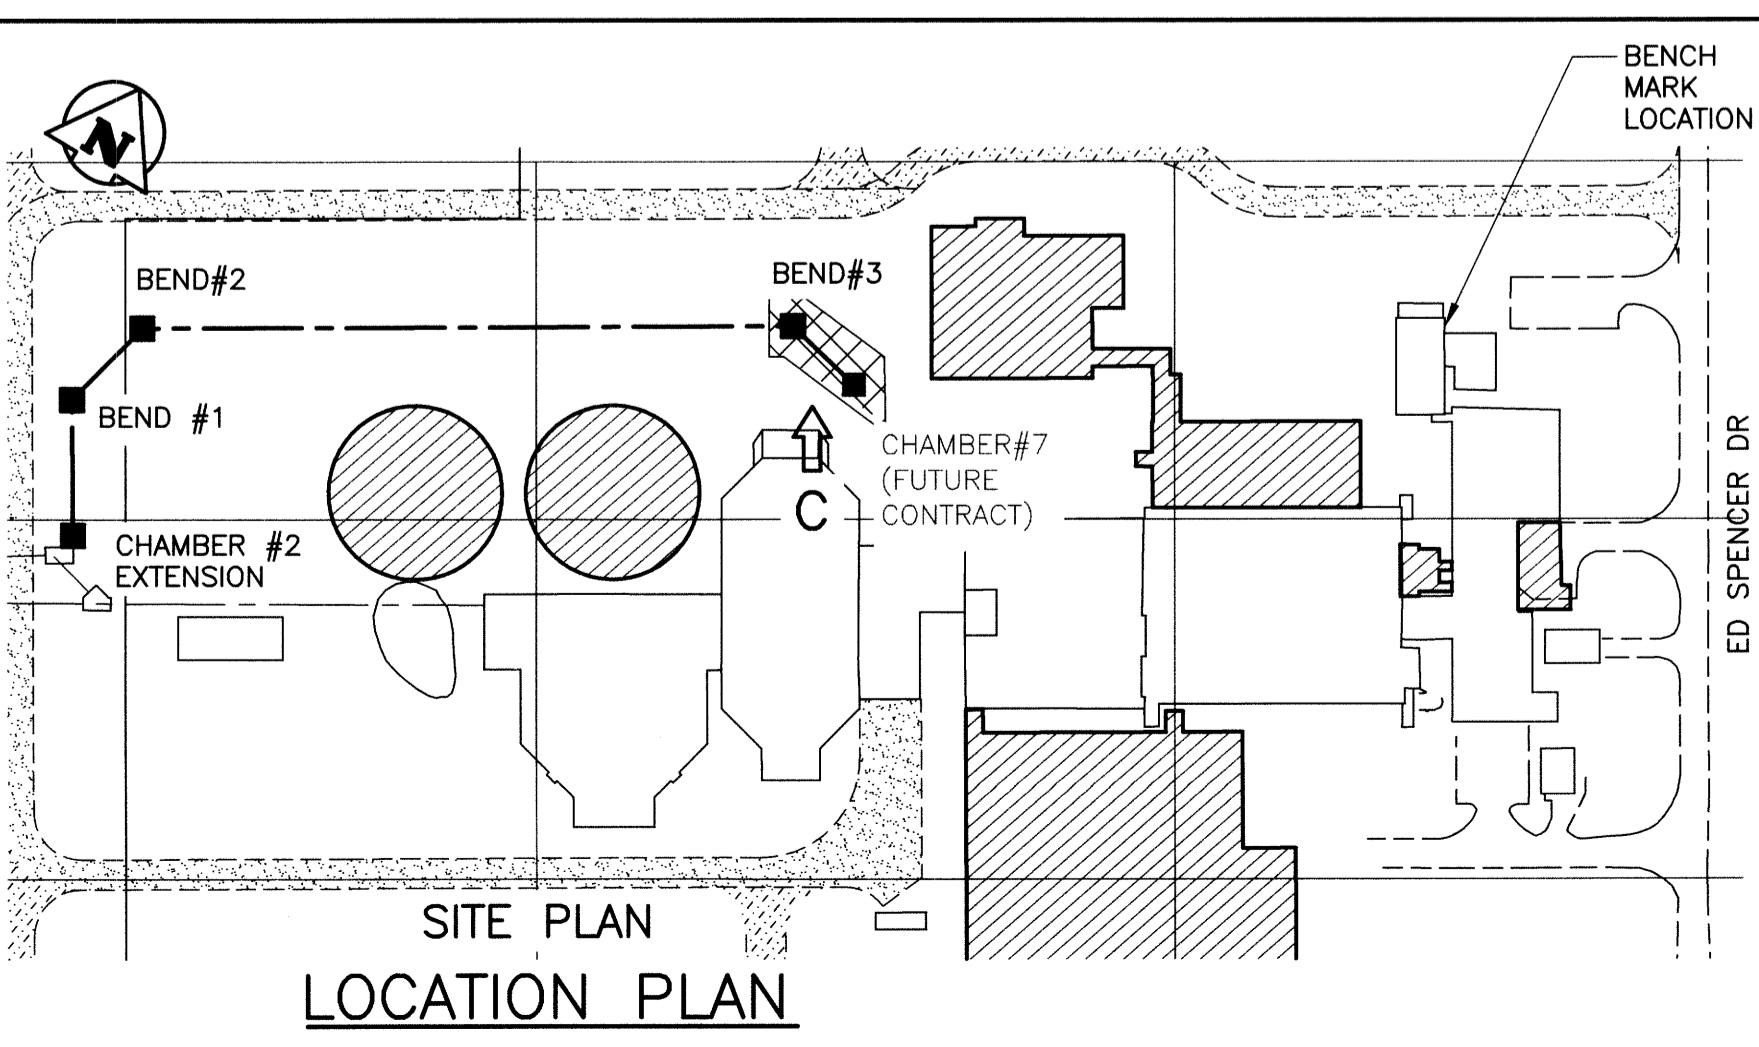 BENCH
MARK
LOCATION
N
BEND#2
BEND#3
BEND #1
CHAMBER#7
(FUTURE
CONTRACT)
C
CHAMBER #2
EXTENSION
ED SPENCER DR
SITE PLAN
LOCATION PLAN